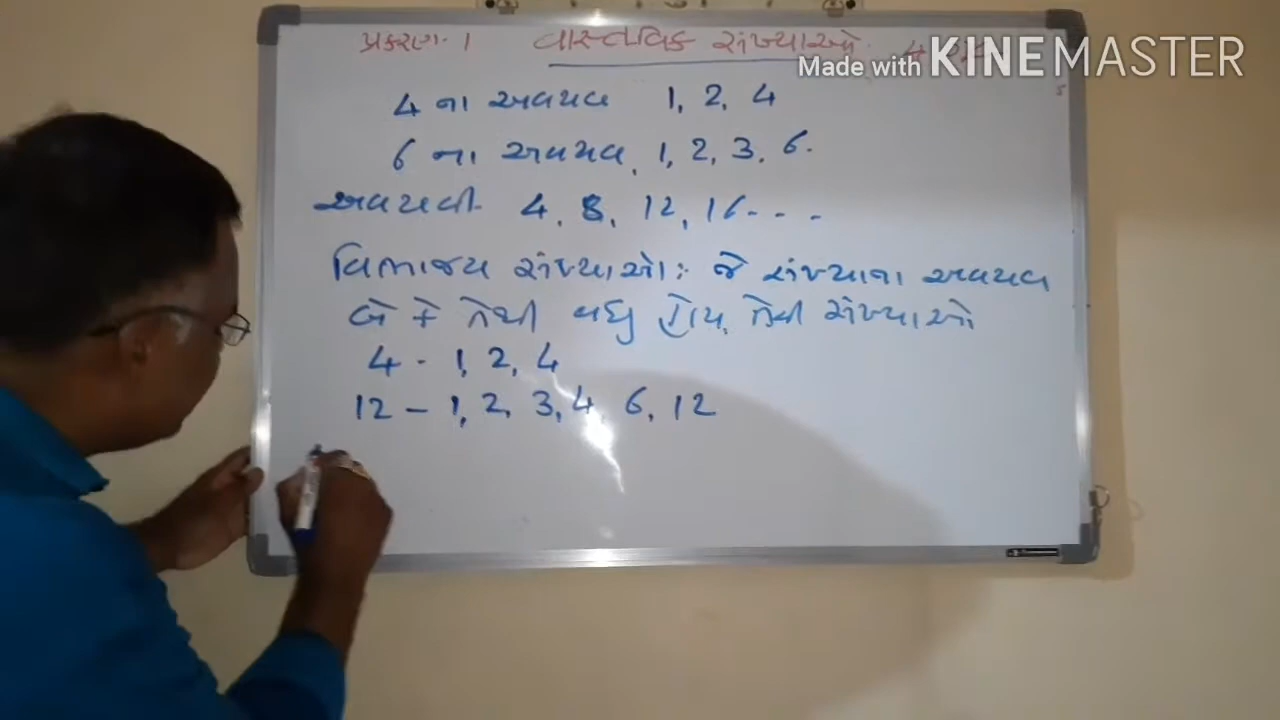 પ્રકરણ-1 વાસ્તવિક સંખ્યાઓ.
Made with KINEMASTER
4 ના અવયવ 1, 2, 4
6 ના અવયવ, 1, 2, 3, 6.
અવયવી 4, 8, 12, 16---
વિભાજ્ય સંખ્યાઓ: જે સંખ્યાના અવયવ
બે કે તેથી વધુ હોય, તેવી સંખ્યાઓ
4 - 1, 2, 4
12 - 1, 2, 3, 4 6, 12